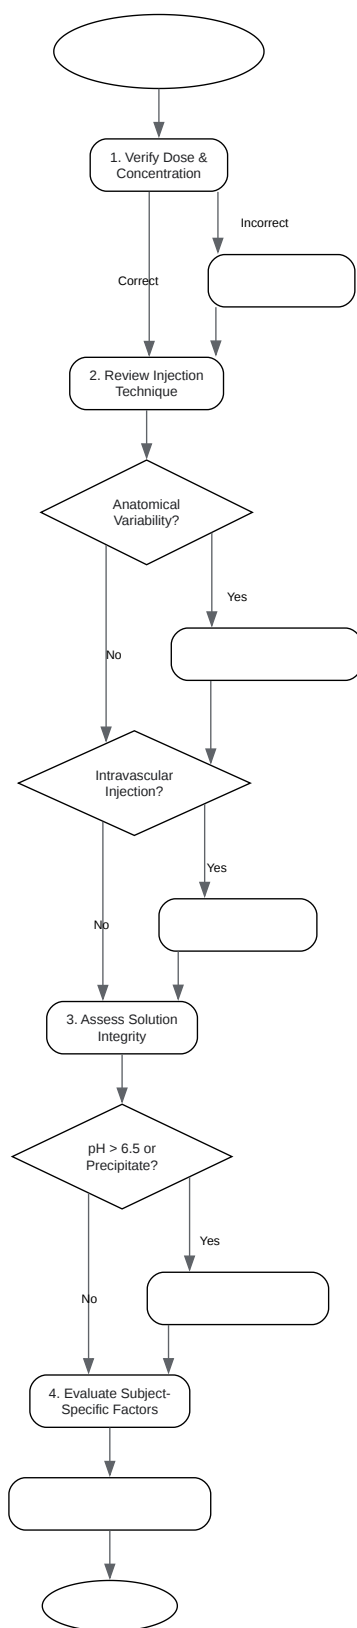 1. Verify Dose &
Concentration
Incorrect
Correct
2. Review Injection
Technique
Anatomical
Variability?
Yes
No
Intravascular
Injection?
Yes
No
3. Assess Solution
Integrity
pH > 6.5 or
Precipitate?
Yes
No
4. Evaluate Subject-
Specific Factors